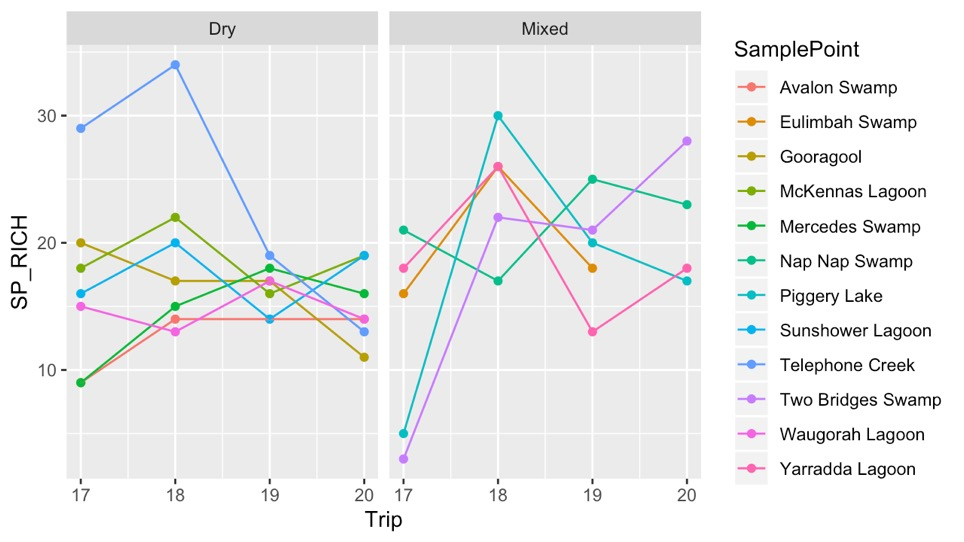 Dry
Mixed
SP_RICH
30
20
10
17
18
19
20
17
18
19
20
Trip
SamplePoint
Avalon Swamp
Eulimbah Swamp
Gooragool
McKennas Lagoon
Mercedes Swamp
Nap Nap Swamp
Piggery Lake
Sunshower Lagoon
Telephone Creek
Two Bridges Swamp
Waugorah Lagoon
Yarradda Lagoon